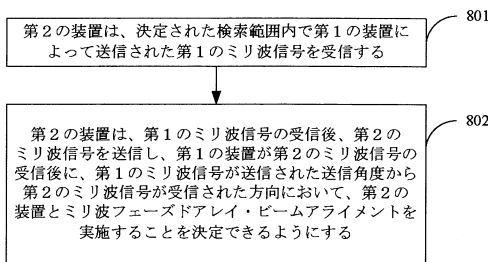 801
第2の装置は、決定された検索範囲内で第1の装置に
よって送信された第1のミリ波信号を受信する
802
第2の装置は、第1のミリ波信号の受信後、第2の
ミリ波信号を送信し、第1の装置が第2のミリ波信号の
受信後に、第1のミリ波信号が送信された送信角度から
第2のミリ波信号が受信された方向において、第2の
装置とミリ波フェーズドアレイ・ビームアライメントを
実施することを決定できるようにする